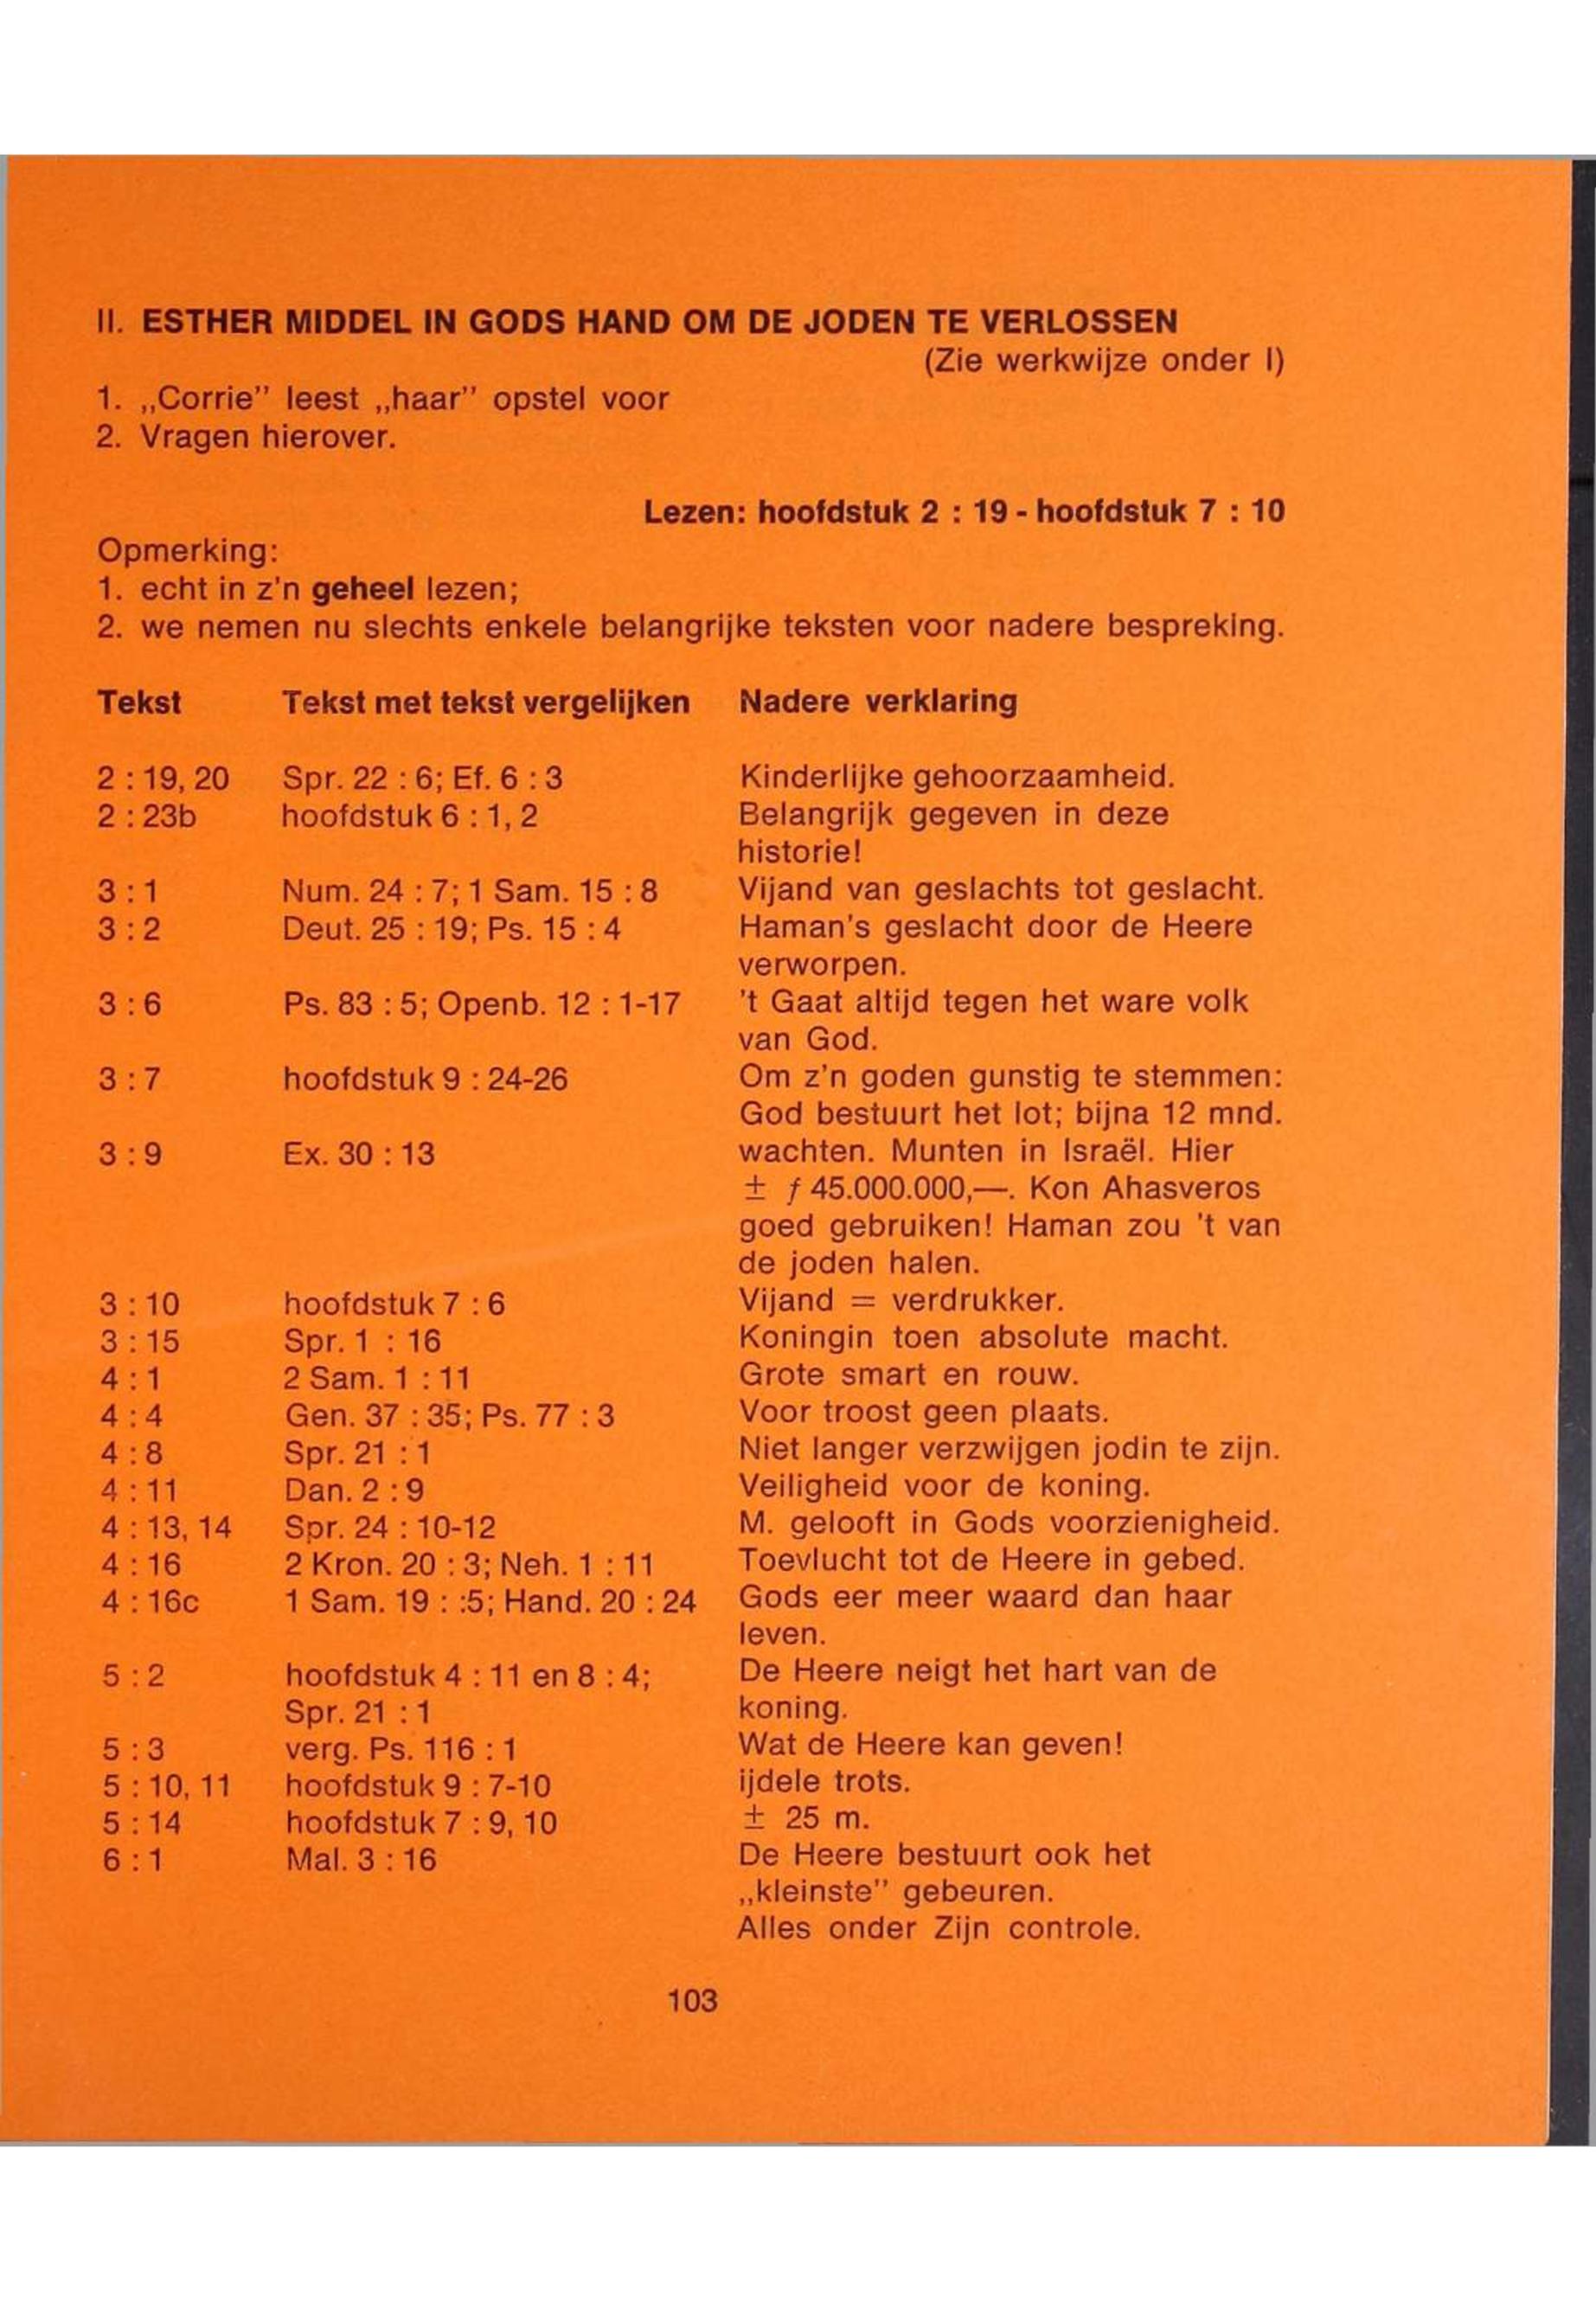 II. ESTHER MIDDEL IN GODS HAND OM DE JODEN TE VERLOSSEN
(Zie werkwijze onder I)
1. „Corrie” leest „haar” opstel voor
2. Vragen hierover.
Lezen: hoofdstuk 2 : 19 - hoofdstuk 7 : 10
Opmerking:
1. echt in z'n geheel lezen;
2. we nemen nu slechts enkele belangrijke teksten voor nadere bespreking.
Tekst Tekst met tekst vergelijken Nadere verklaring
2 : 19, 20 Spr. 22 : 6; Ef. 6 : 3 Kinderlijke gehoorzaamheid.
2 : 23b hoofdstuk 6 : 1, 2 Belangrijk gegeven in deze
historie!
3 : 1 Num. 24 : 7; 1 Sam. 15 : 8 Vijand van geslachts tot geslacht.
3 : 2 Deut. 25 : 19; Ps. 15 : 4 Haman's geslacht door de Heere
verworpen.
3 : 6 Ps. 83 : 5; Openb. 12 : 1-17 't Gaat altijd tegen het ware volk
van God.
3 : 7 hoofdstuk 9 : 24-26 Om z'n goden gunstig te stemmen:
God bestuurt het lot; bijna 12 mnd.
3 : 9 Ex. 30 : 13 wachten. Munten in Israël. Hier
± ƒ 45.000.000,—. Kon Ahasveros
goed gebruiken! Haman zou 't van
de joden halen.
3 : 10 hoofdstuk 7 : 6 Vijand = verdrukker.
3 : 15 Spr. 1 : 16 Koningin toen absolute macht.
4 : 1 2 Sam. 1 : 11 Grote smart en rouw.
4 : 4 Gen. 37 : 35; Ps. 77 : 3 Voor troost geen plaats.
4 : 8 Spr. 21 : 1 Niet langer verzwijgen jodin te zijn.
4 : 11 Dan. 2 : 9 Veiligheid voor de koning.
4 : 13, 14 Spr. 24 : 10-12 M. gelooft in Gods voorzienigheid.
4 : 16 2 Kron. 20 : 3; Neh. 1 : 11 Toevlucht tot de Heere in gebed.
4 : 16c 1 Sam. 19 : :5; Hand. 20 : 24 Gods eer meer waard dan haar
leven.
5 : 2 hoofdstuk 4 : 11 en 8 : 4; De Heere neigt het hart van de
Spr. 21 : 1 koning.
5 : 3 verg. Ps. 116 : 1 Wat de Heere kan geven!
5 : 10, 11 hoofdstuk 9 : 7-10 ijdele trots.
5 : 14 hoofdstuk 7 : 9, 10 ± 25 m.
6 : 1 Mal. 3 : 16 De Heere bestuurt ook het
„kleinste” gebeuren.
Alles onder Zijn controle.
103